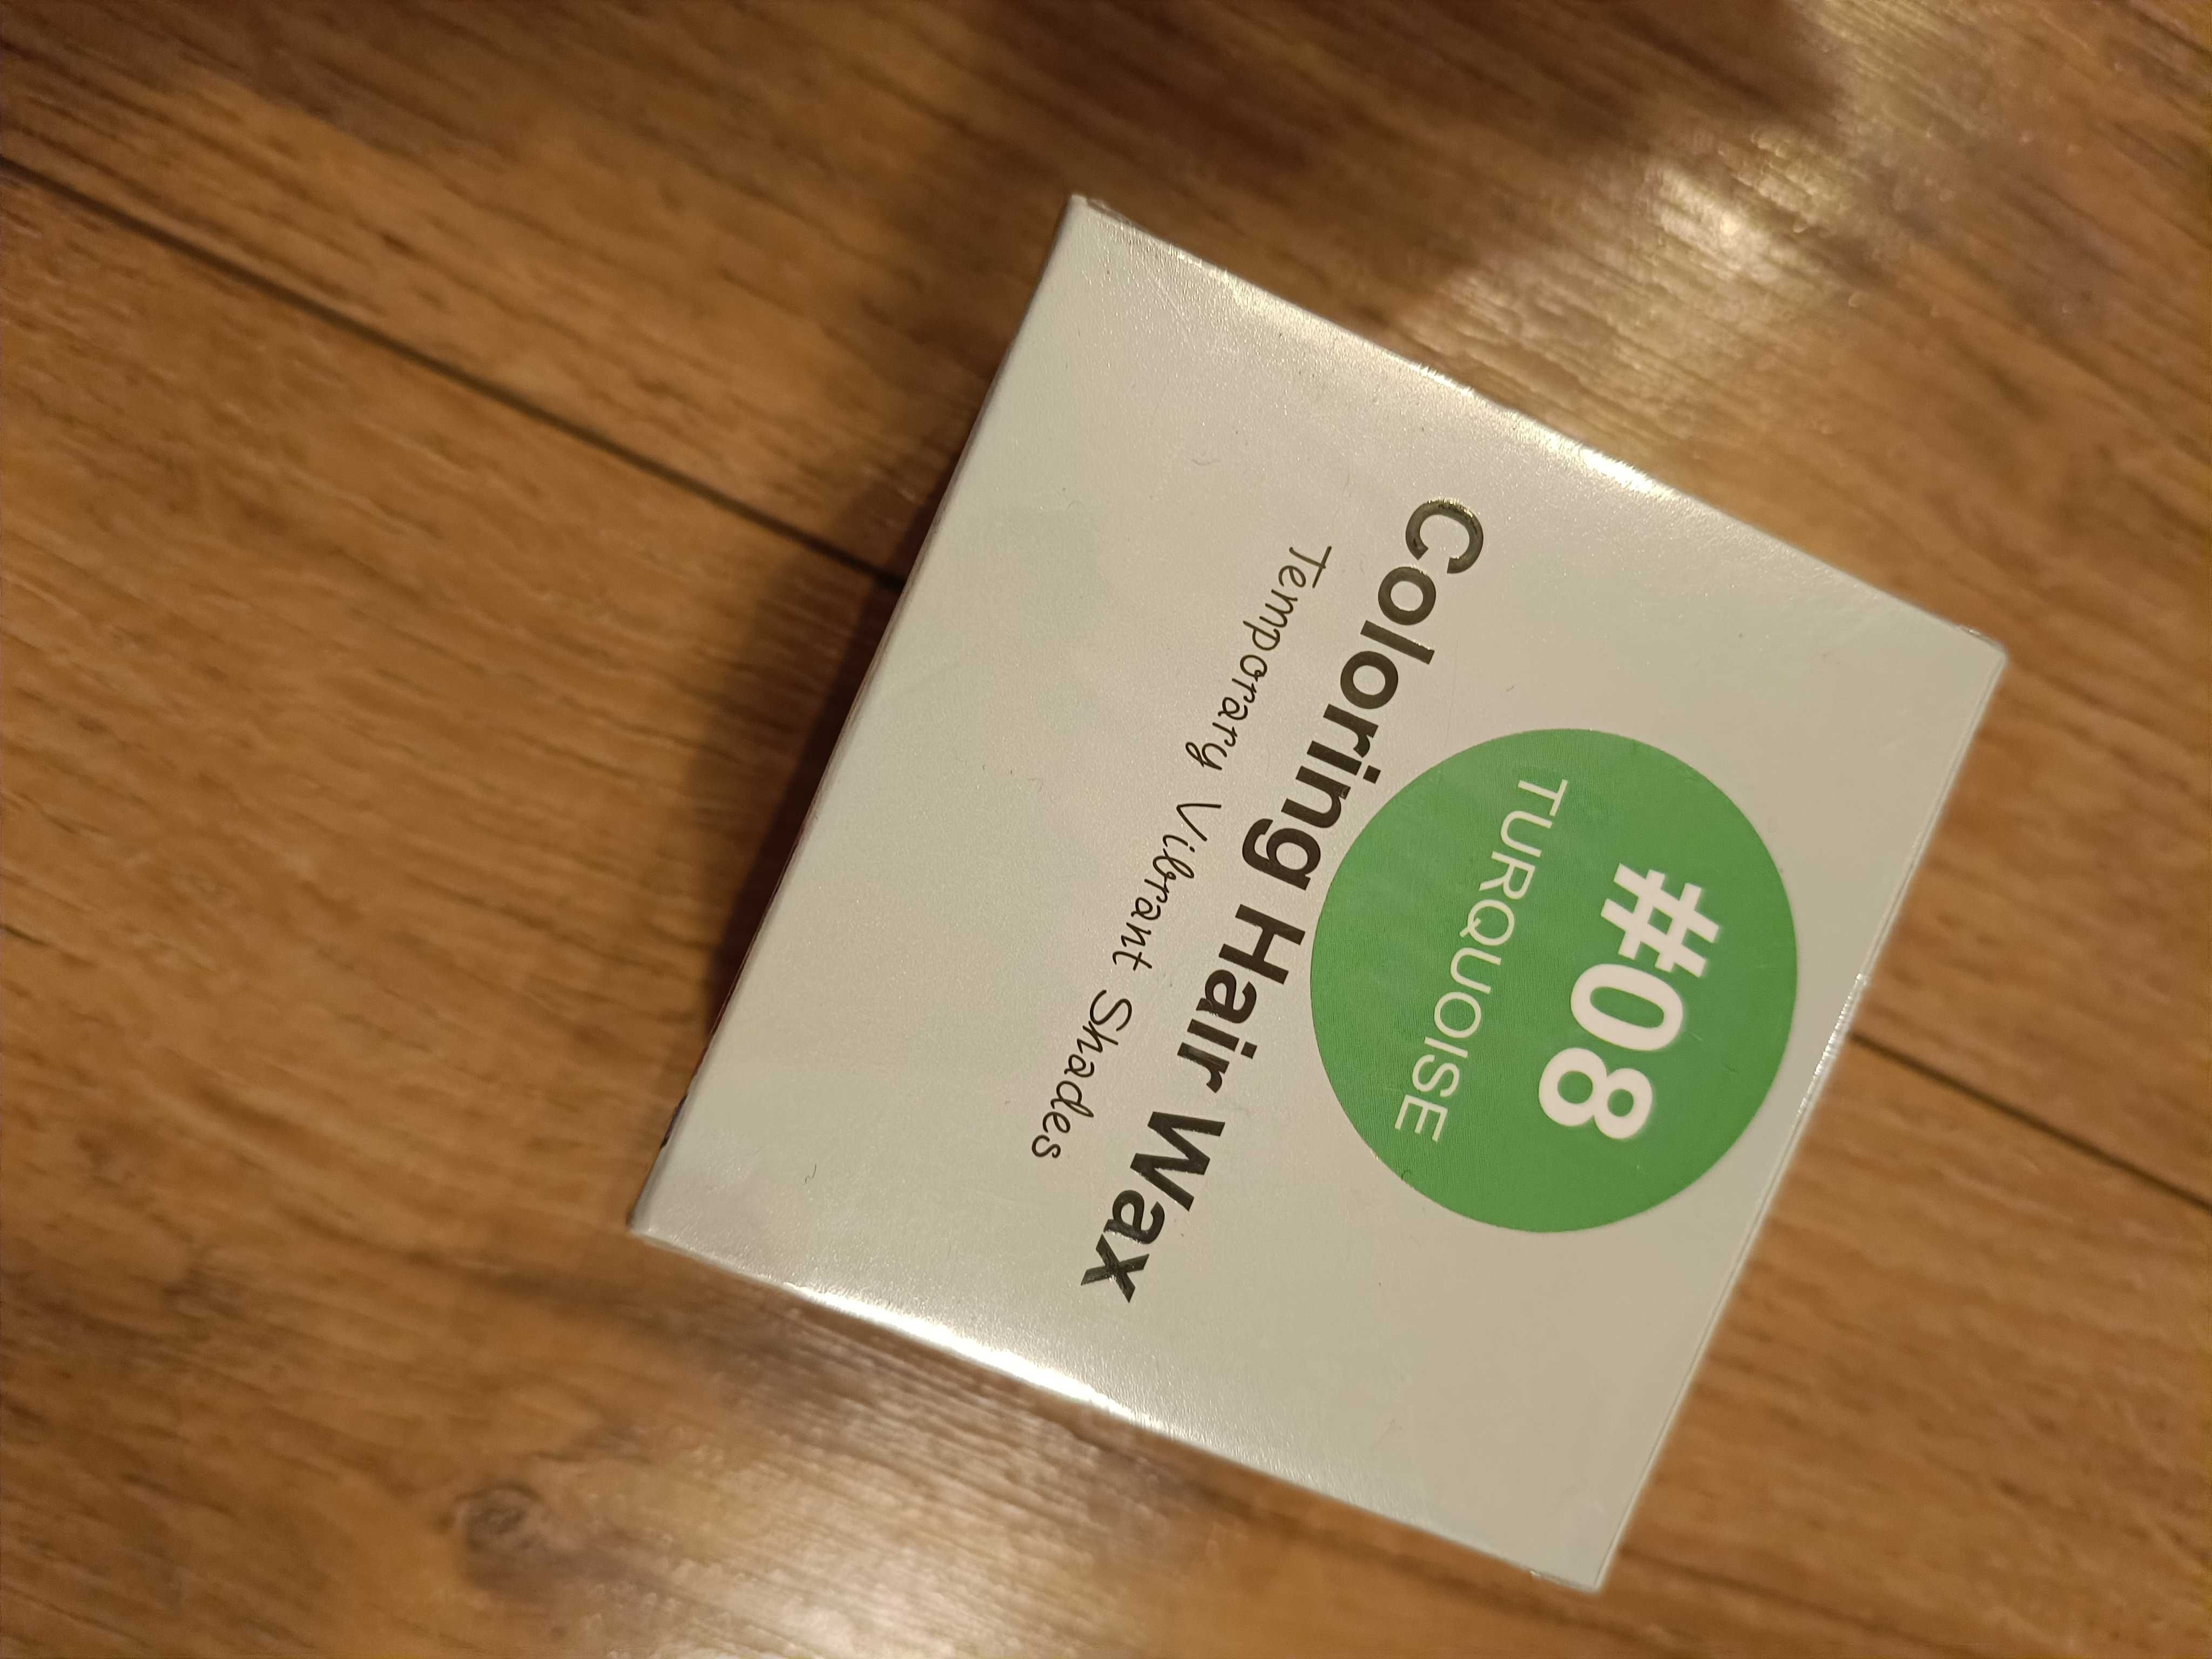 #08
TURQUOISE
Coloring Hair Wax
Temporary Vibrant Shades